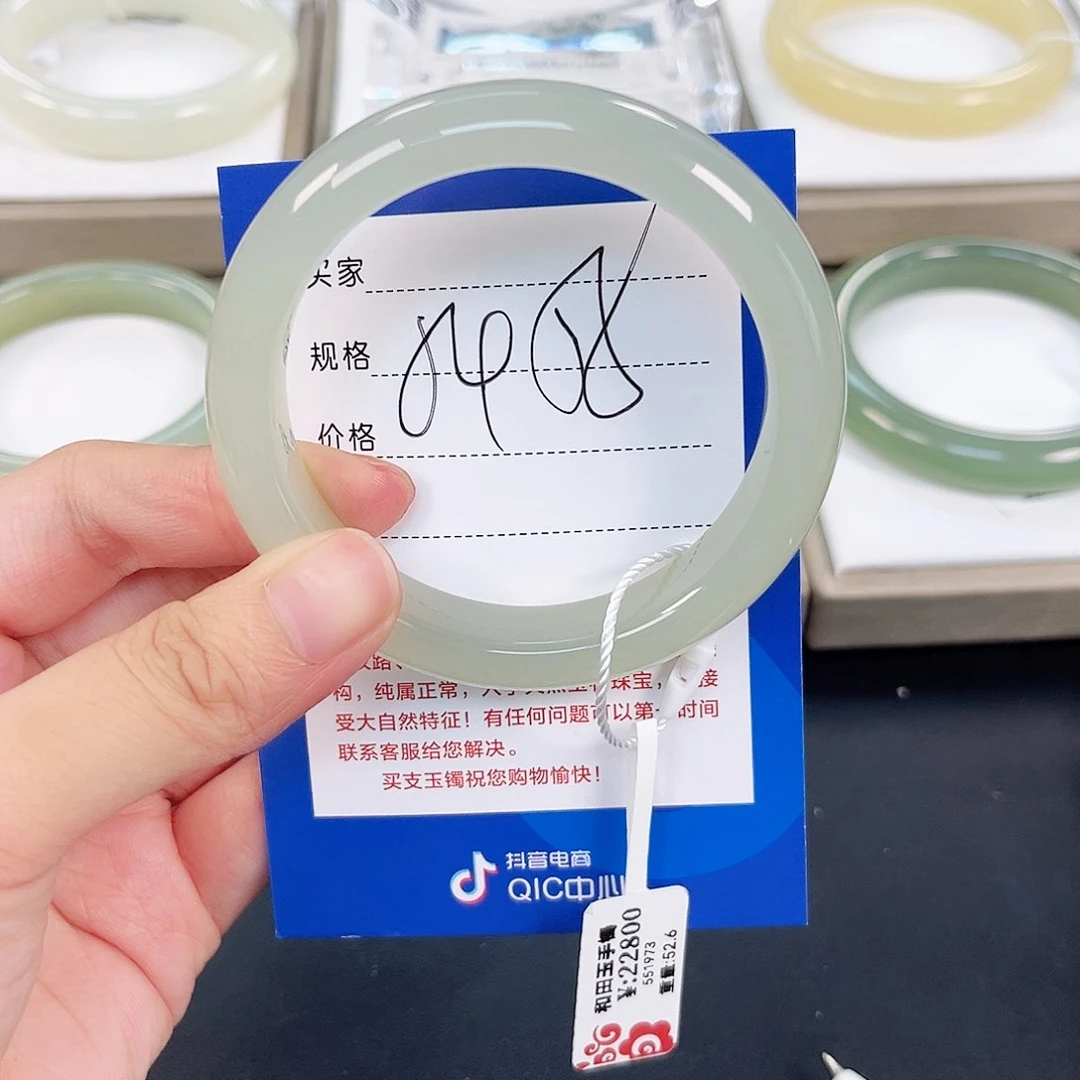 买家
规格
价格
构，纯属正常，
珠宝，
接
受大自然特征！有任何问题可以第一时间
联系客服给您解决。
买支玉镯祝您购物愉快！
抖音电商
QIC中心
和田玉手镯
¥:22800
551973
重量:52.6